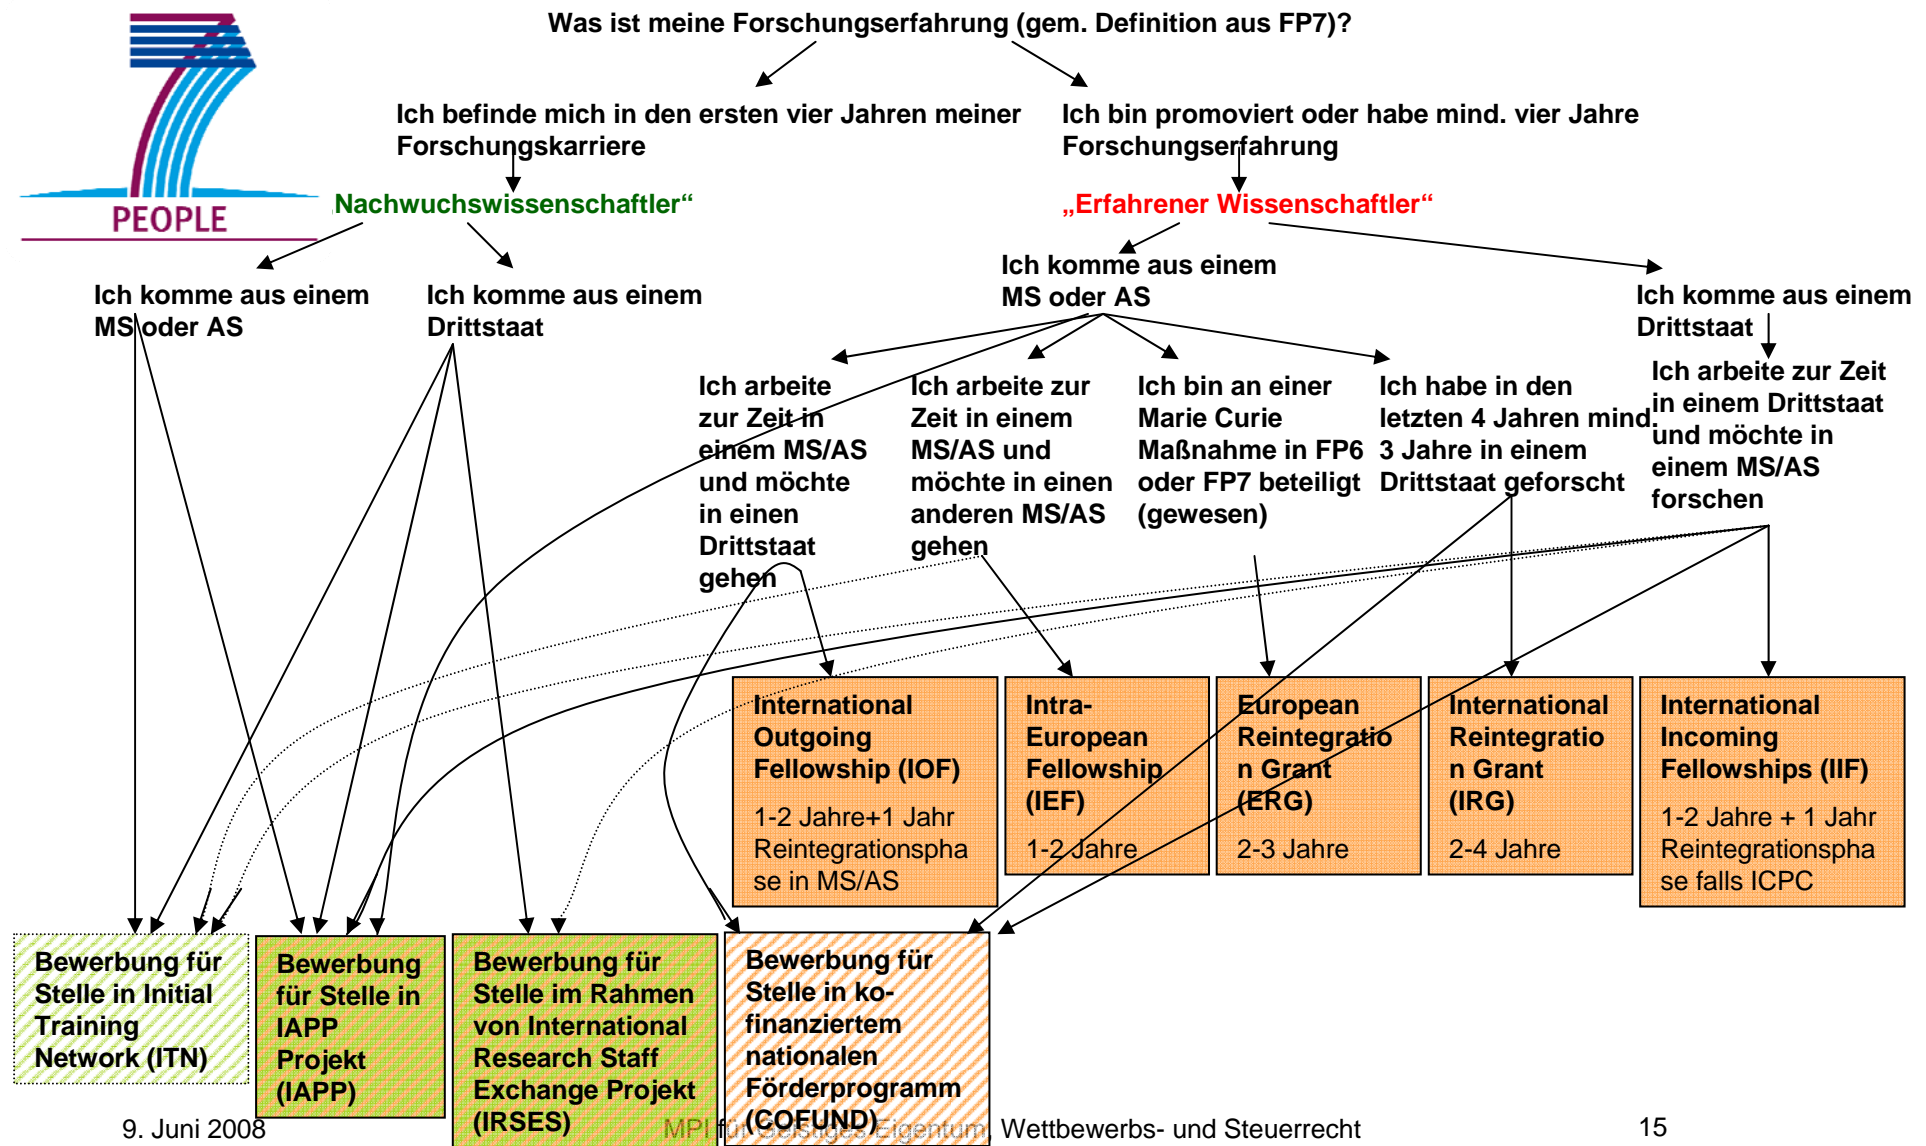 Was ist meine Forschungserfahrung (gem. Definition aus FP7)?
PEOPLE
Ich befinde mich in den ersten vier Jahren meiner
Forschungskarriere
Ich bin promoviert oder habe mind. vier Jahre
Forschungserfahrung
„Nachwuchswissenschaftler“
„Erfahrener Wissenschaftler“
Ich komme aus einem
MS oder AS
Ich komme aus einem
Drittstaat
Ich komme aus einem
MS oder AS
Ich komme aus einem
Drittstaat
Ich arbeite
zur Zeit in
einem MS/AS
und möchte
in einen
Drittstaat
gehen
Ich arbeite zur
Zeit in einem
MS/AS und
möchte in einen
anderen MS/AS
gehen
Ich bin an einer
Marie Curie
Maßnahme in FP6
oder FP7 beteiligt
(gewesen)
Ich habe in den
letzten 4 Jahren mind.
3 Jahre in einem
Drittstaat geforscht
Ich arbeite zur Zeit
in einem Drittstaat
und möchte in
einem MS/AS
forschen
International
Outgoing
Fellowship (IOF)
1-2 Jahre+1 Jahr
Reintegrationspha
se in MS/AS
Intra-
European
Fellowship
(IEF)
1-2 Jahre
European
Reintegratio
n Grant
(ERG)
2-3 Jahre
International
Reintegratio
n Grant
(IRG)
2-4 Jahre
International
Incoming
Fellowships (IIF)
1-2 Jahre + 1 Jahr
Reintegrationspha
se falls ICPC
Bewerbung für
Stelle in Initial
Training
Network (ITN)
Bewerbung
für Stelle in
IAPP
Projekt
(IAPP)
Bewerbung für
Stelle im Rahmen
von International
Research Staff
Exchange Projekt
(IRSES)
Bewerbung für
Stelle in ko-
finanziertem
nationalen
Förderprogramm
(COFUND)
9. Juni 2008
MPI für Geistiges Eigentum, Wettbewerbs- und Steuerrecht
15